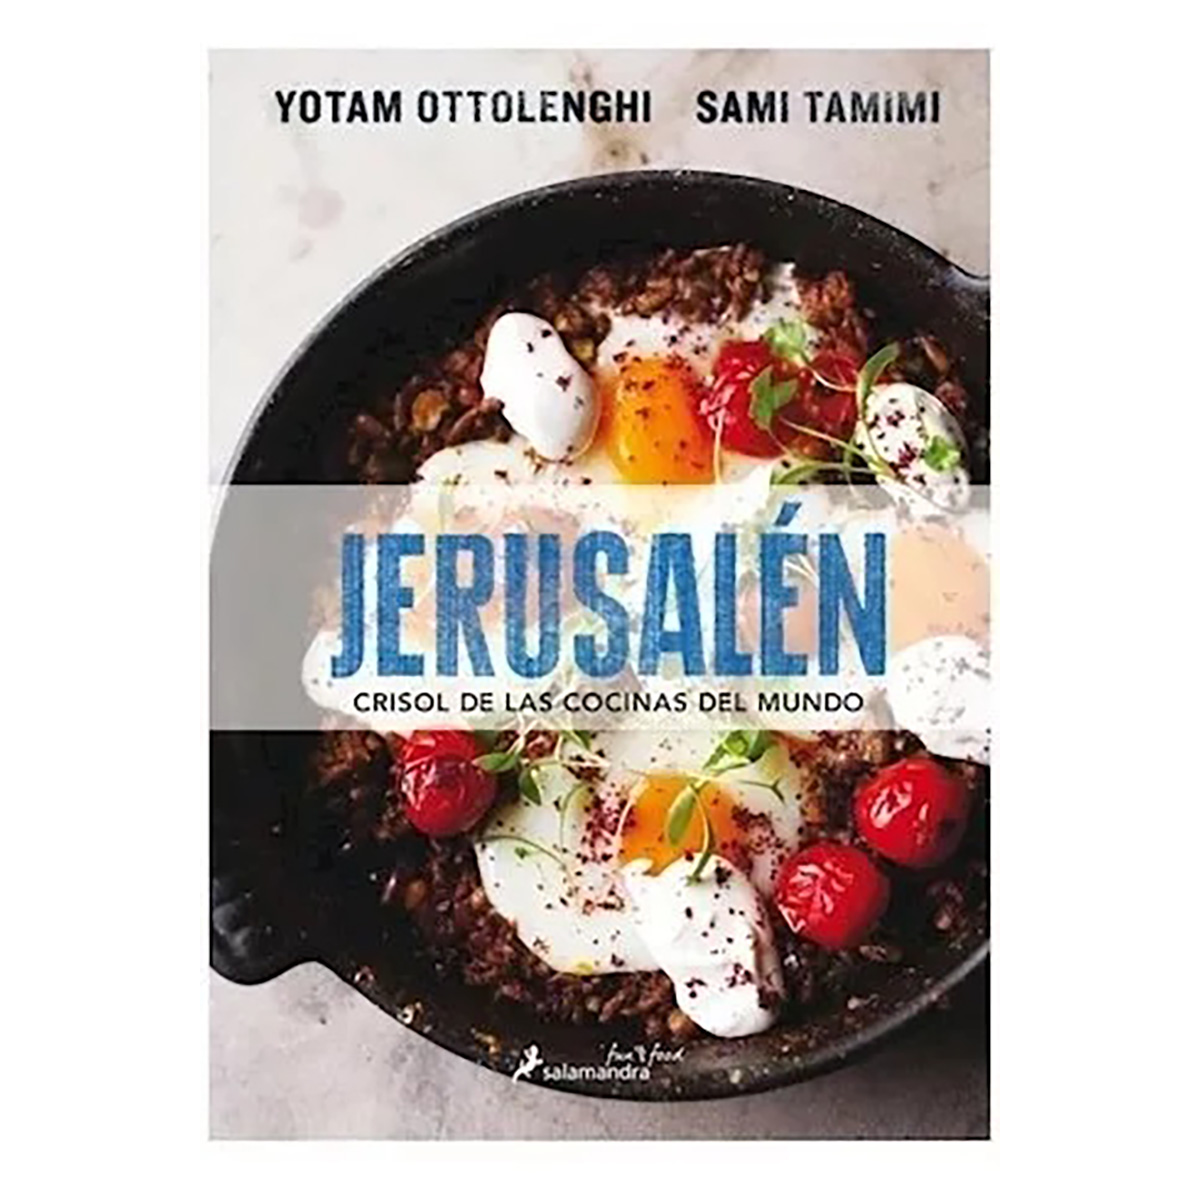 YOTAM OTTOLENGHI SAMI TAMIMI
JERUSALÉN
CRISOL DE LAS COCINAS DEL MUNDO
fun & food
salamandra